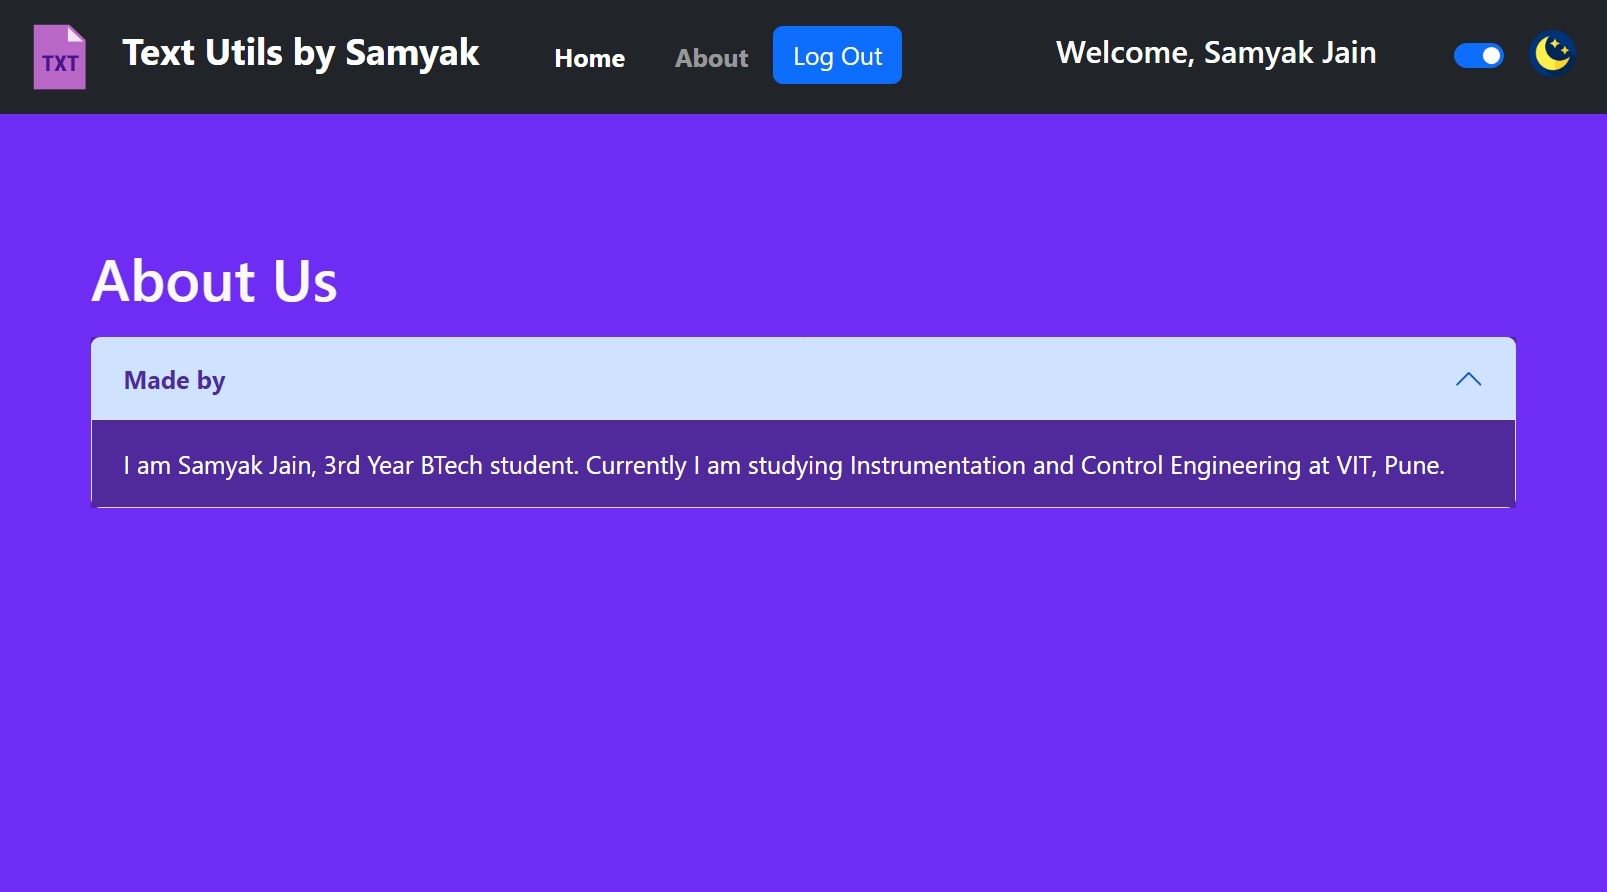 TXT
Text Utils by Samyak
Home
About
Log Out
Welcome, Samyak Jain
About Us
Made by
I am Samyak Jain, 3rd Year BTech student. Currently I am studying Instrumentation and Control Engineering at VIT, Pune.